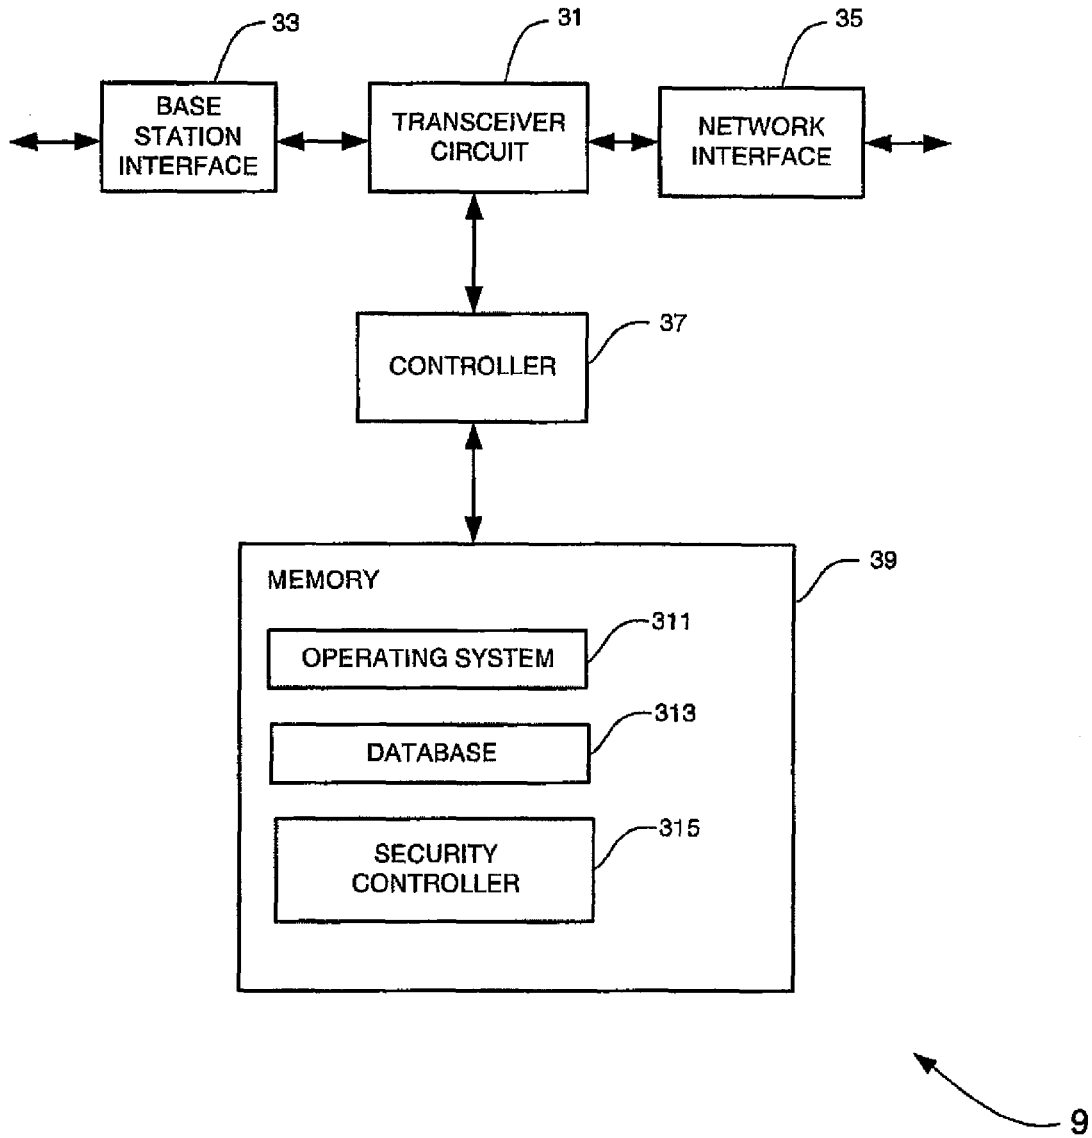 33
31
35
BASE
STATION
INTERFACE
TRANSCEIVER
CIRCUIT
NETWORK
INTERFACE
37
CONTROLLER
39
MEMORY
311
OPERATING SYSTEM
313
DATABASE
315
SECURITY
CONTROLLER
9